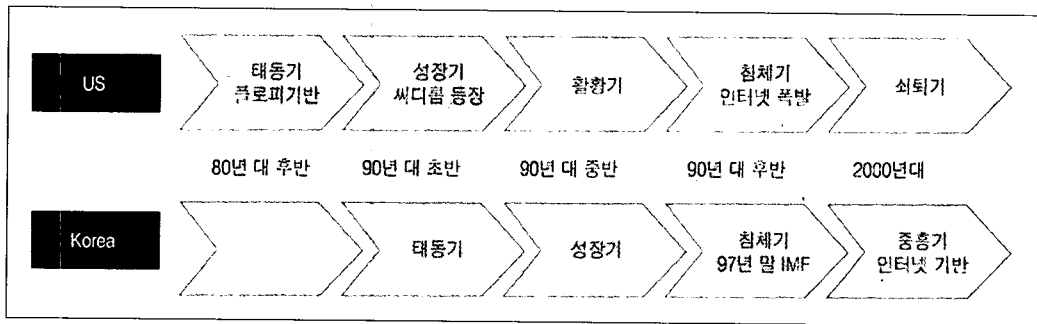 US
태동기
플로피기반
성장기
씨디롬 등장
활황기
침체기
인터넷 폭발
쇠퇴기
80년 대 후반
90년 대 초반
90년 대 중반
90년 대 후반
2000년대
Korea
태동기
성장기
침체기
97년 말 IMF
중흥기
인터넷 기반